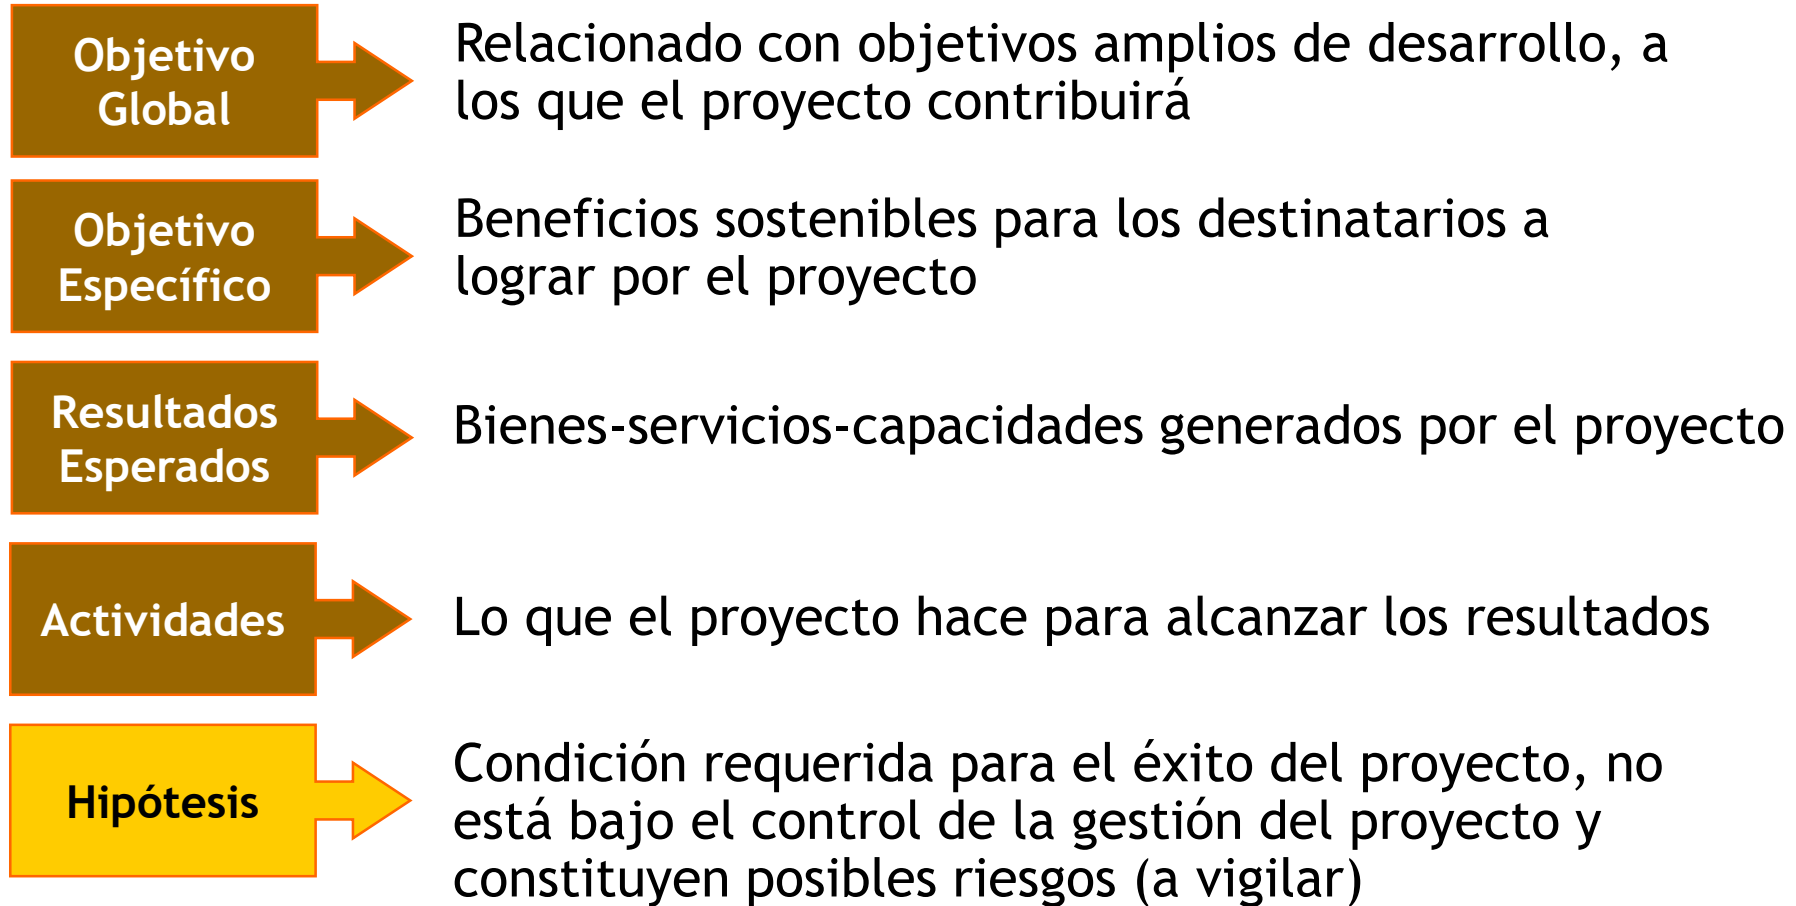 Objetivo
Global
Relacionado con objetivos amplios de desarrollo, a
los que el proyecto contribuirá
Objetivo
Específico
Beneficios sostenibles para los destinatarios a
lograr por el proyecto
Resultados
Esperados
Bienes-servicios-capacidades generados por el proyecto
Actividades
Lo que el proyecto hace para alcanzar los resultados
Hipótesis
Condición requerida para el éxito del proyecto, no
está bajo el control de la gestión del proyecto y
constituyen posibles riesgos (a vigilar)